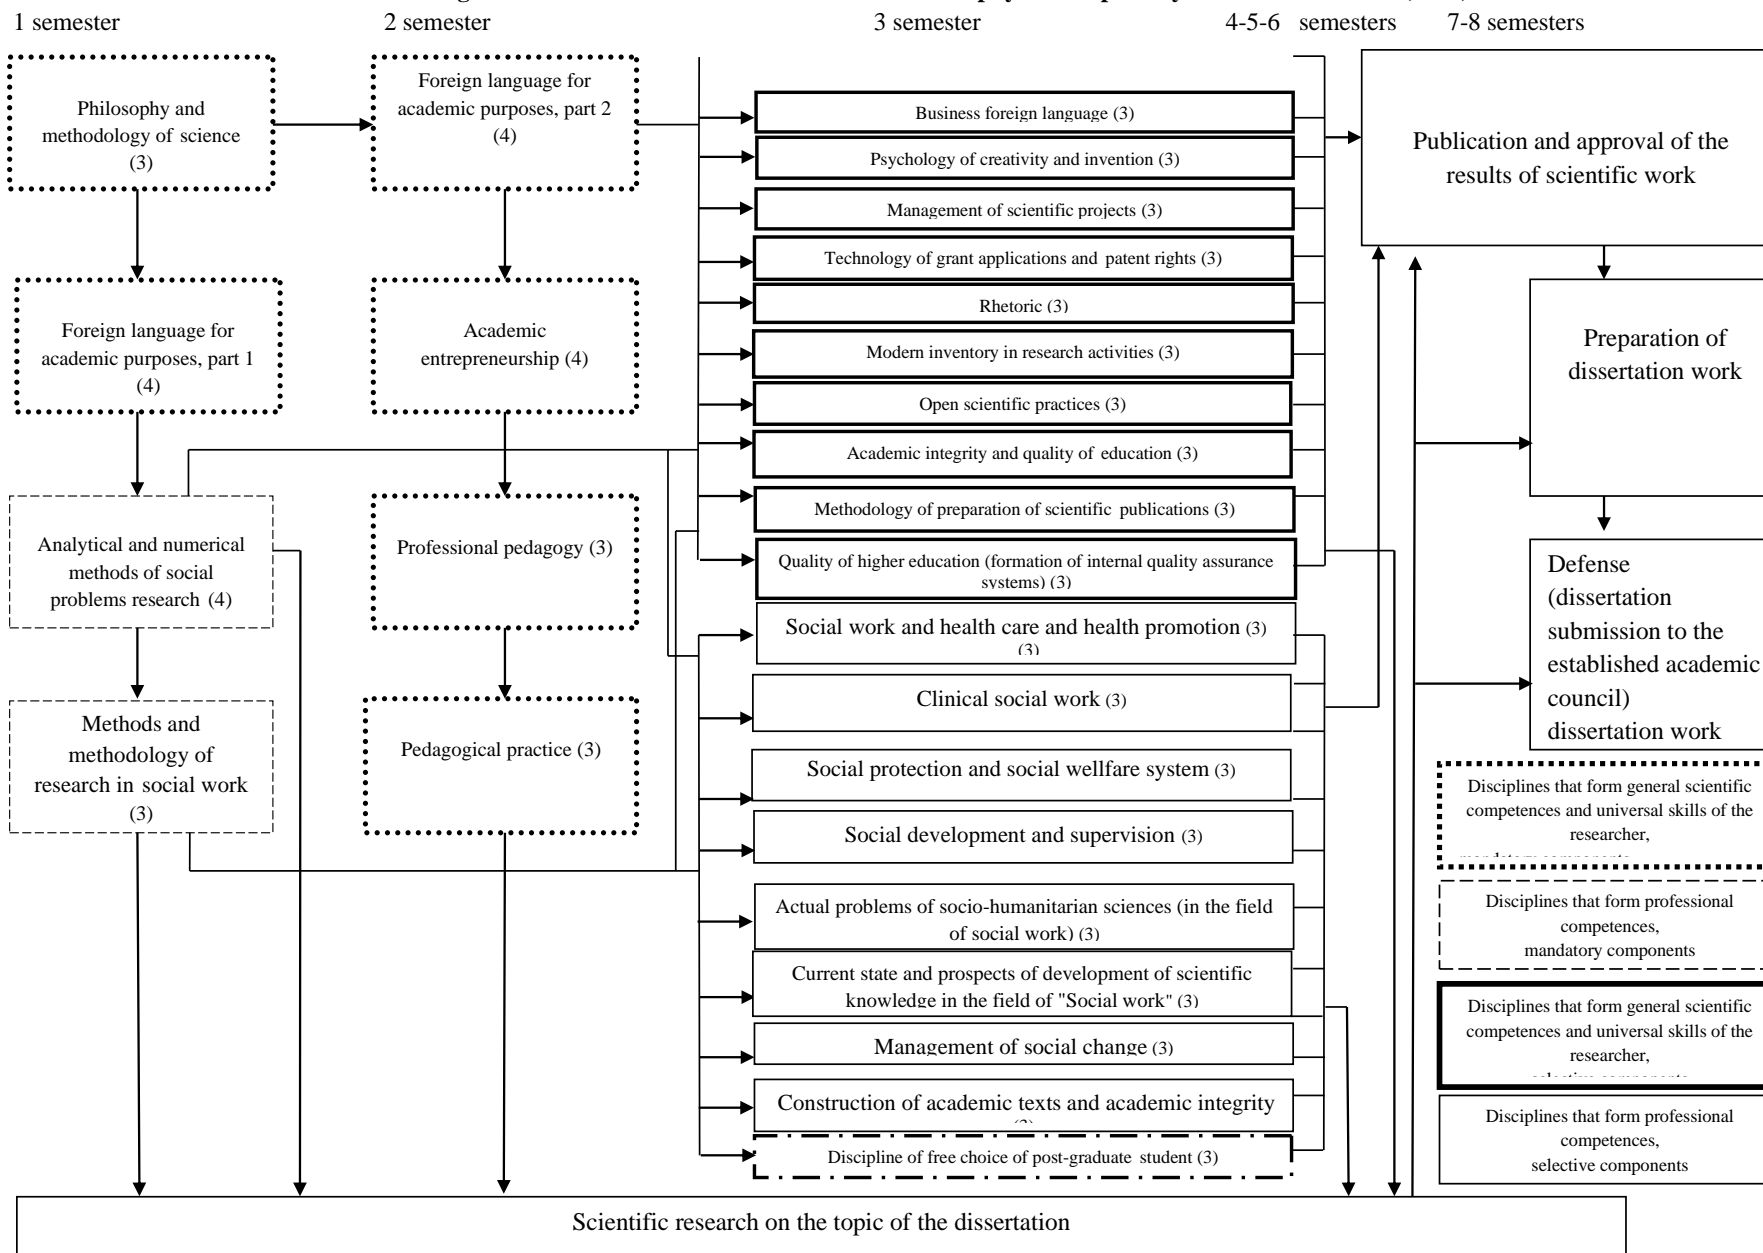 1 semester
2 semester
3 semester
4-5-6 semesters
7-8 semesters
Philosophy and
methodology of science
(3)
Foreign language for
academic purposes, part 1
(4)
Analytical and numerical
methods of social
problems research (4)
Methods and
methodology of
research in social work
(3)
Foreign language for
academic purposes, part 2
(4)
Academic
entrepreneurship (4)
Professional pedagogy (3)
Pedagogical practice (3)
Business foreign language (3)
Psychology of creativity and invention (3)
Management of scientific projects (3)
Technology of grant applications and patent rights (3)
Rhetoric (3)
Modern inventory in research activities (3)
Open scientific practices (3)
Academic integrity and quality of education (3)
Methodology of preparation of scientific publications (3)
Quality of higher education (formation of internal quality assurance
systems) (3)
Social work and health care and health promotion (3)
(3)
Clinical social work (3)
Social protection and social wellfare system (3)
Social development and supervision (3)
Actual problems of socio-humanitarian sciences (in the field
of social work) (3)
Current state and prospects of development of scientific
knowledge in the field of "Social work" (3)
Management of social change (3)
Construction of academic texts and academic integrity
Discipline of free choice of post-graduate student (3)
Publication and approval of the
results of scientific work
Preparation of
dissertation work
Defense
(dissertation
submission to the
established academic
council)
dissertation work
Disciplines that form general scientific
competences and universal skills of the
researcher,
Disciplines that form professional
competences,
mandatory components
Disciplines that form general scientific
competences and universal skills of the
researcher,
Disciplines that form professional
competences,
selective components
Scientific research on the topic of the dissertation